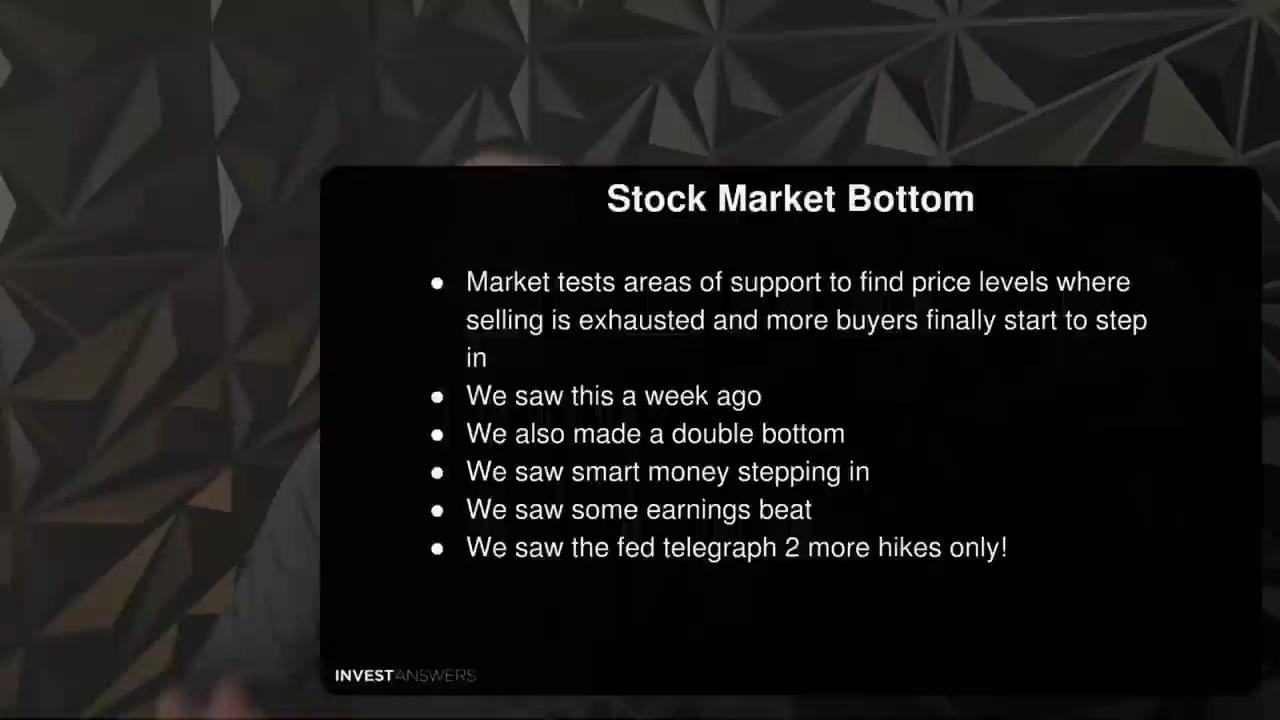 Stock Market Bottom
● Market tests areas of support to find price levels where
selling is exhausted and more buyers finally start to step
in
● We saw this a week ago
● We also made a double bottom
● We saw smart money stepping in
● We saw some earnings beat
● We saw the fed telegraph 2 more hikes only!
INVESTANSWERS